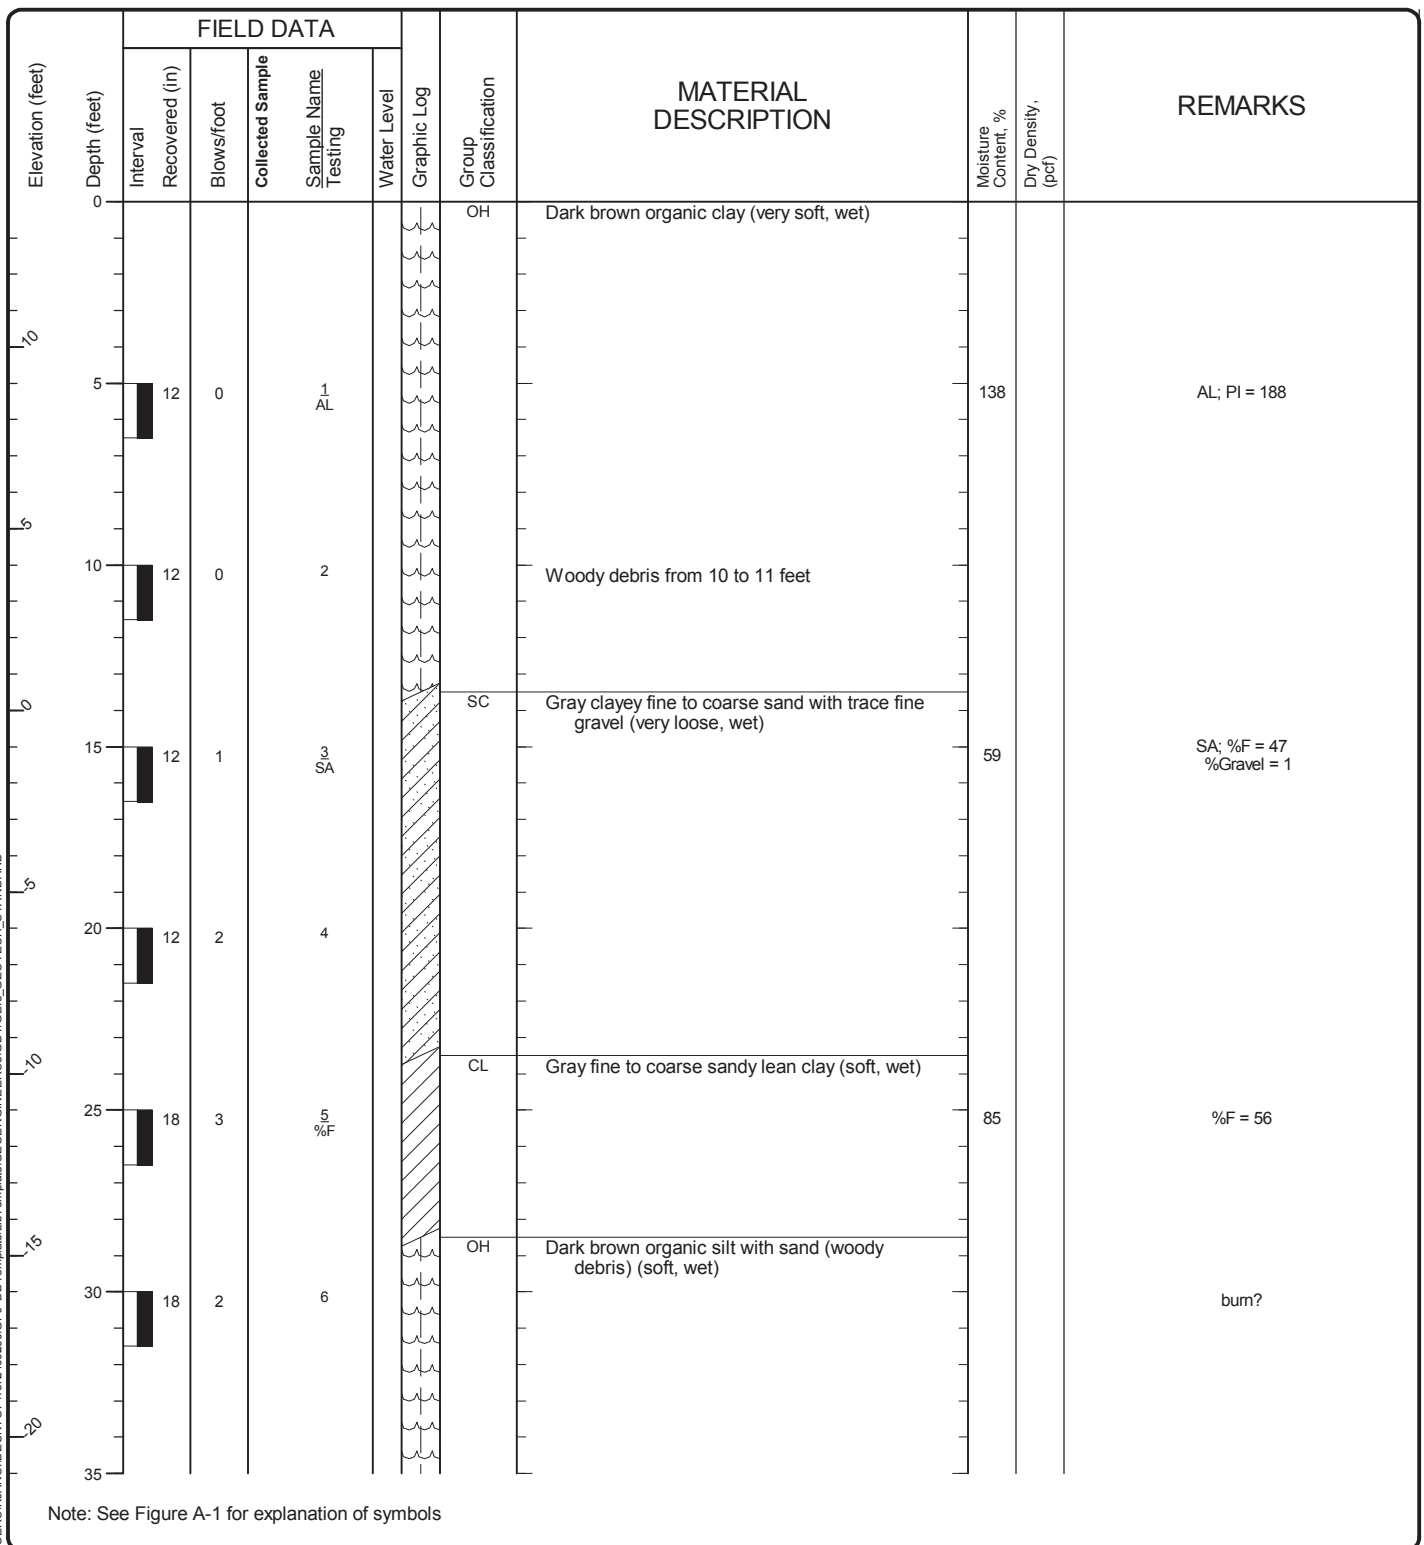 FIELD DATA
Elevation (feet)
Depth (feet)
Interval
Recovered (in)
Blows/foot
Collected Sample
Sample Name
Testing
Water Level
Graphic Log
Group
Classification
MATERIAL
DESCRIPTION
Moisture
Content, %
Dry Density,
(pcf)
REMARKS
0
OH Dark brown organic clay (very soft, wet)
10
5 12 0 1 138 AL; PI = 188
AL
5
10 12 0 2 Woody debris from 10 to 11 feet
0
SC Gray clayey fine to coarse sand with trace fine
gravel (very loose, wet)
15 12 1 3 59 SA; %F = 47
SA %Gravel = 1
-5
20 12 2 4
-10
CL Gray fine to coarse sandy lean clay (soft, wet)
25 18 3 5 85 %F = 56
%F
-15
OH Dark brown organic silt with sand (woody
debris) (soft, wet)
30 18 2 6 burn?
-20
35
Note: See Figure A-1 for explanation of symbols